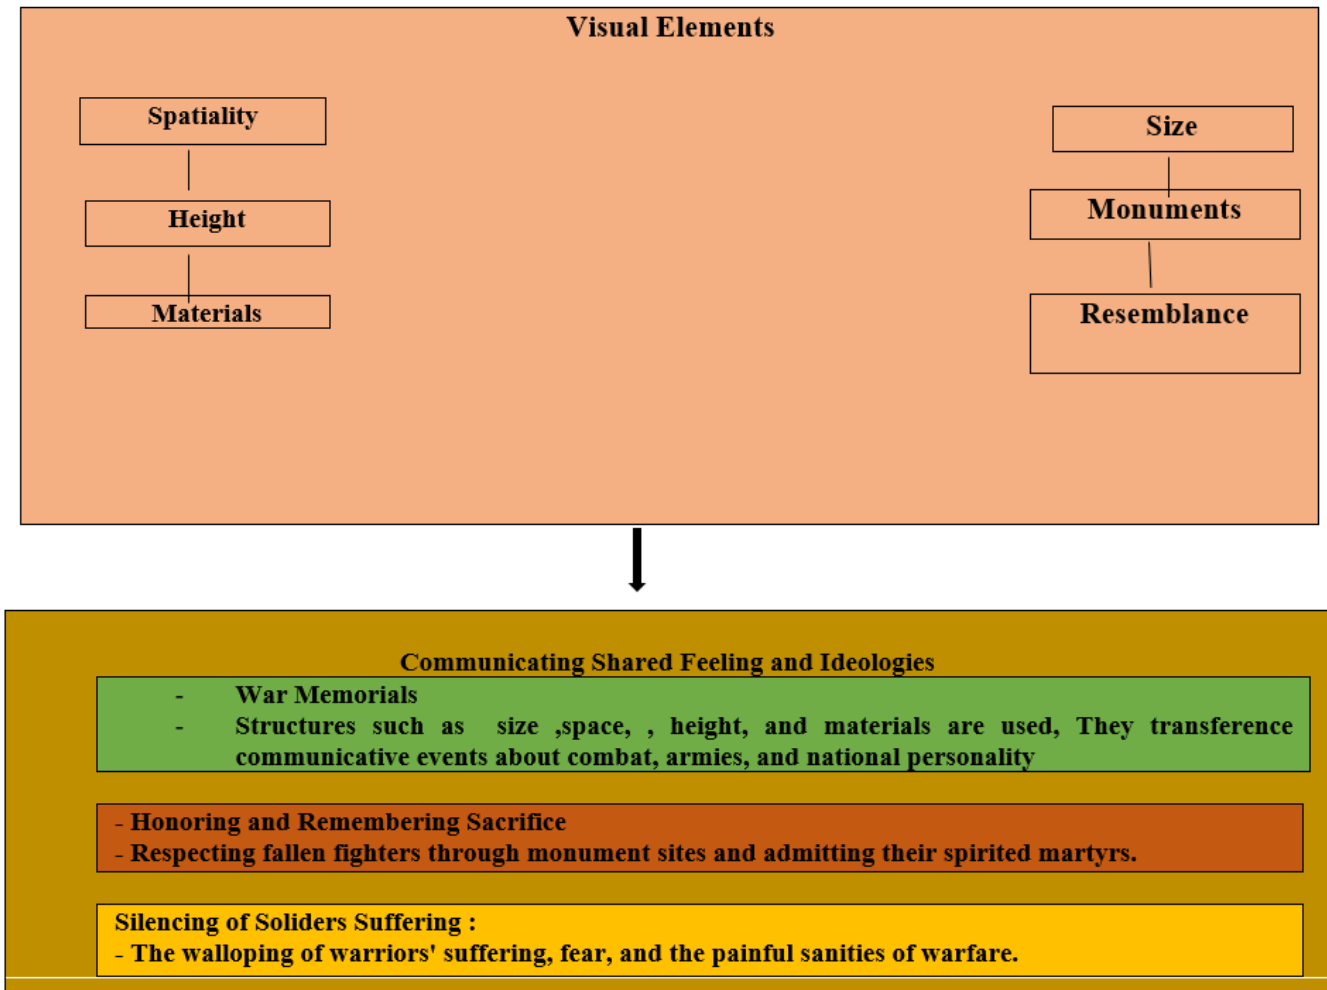 Visual Elements
Spatiality
Height
Materials
Size
Monuments
Resemblance
Communicating Shared Feeling and Ideologies
- War Memorials
- Structures such as size ,space, , height, and materials are used, They transference
communicative events about combat, armies, and national personality
- Honoring and Remembering Sacrifice
- Respecting fallen fighters through monument sites and admitting their spirited martyrs.
Silencing of Soliders Suffering :
- The walloping of warriors' suffering, fear, and the painful sanities of warfare.